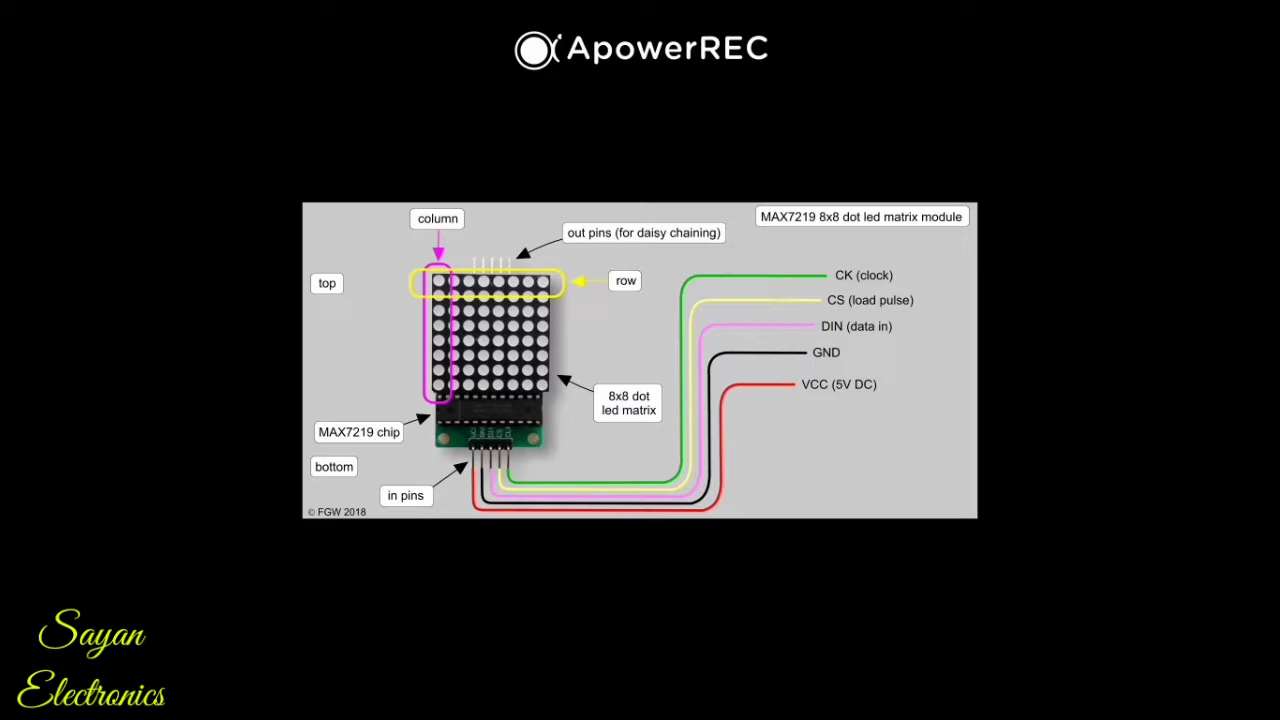 ApowerREC
column
MAX7219 8x8 dot led matrix module
out pins (for daisy chaining)
top
row
CK (clock)
CS (load pulse)
DIN (data in)
GND
VCC (5V DC)
8x8 dot
led matrix
MAX7219 chip
bottom
in pins
© FGW 2018
Sayan
Electronics